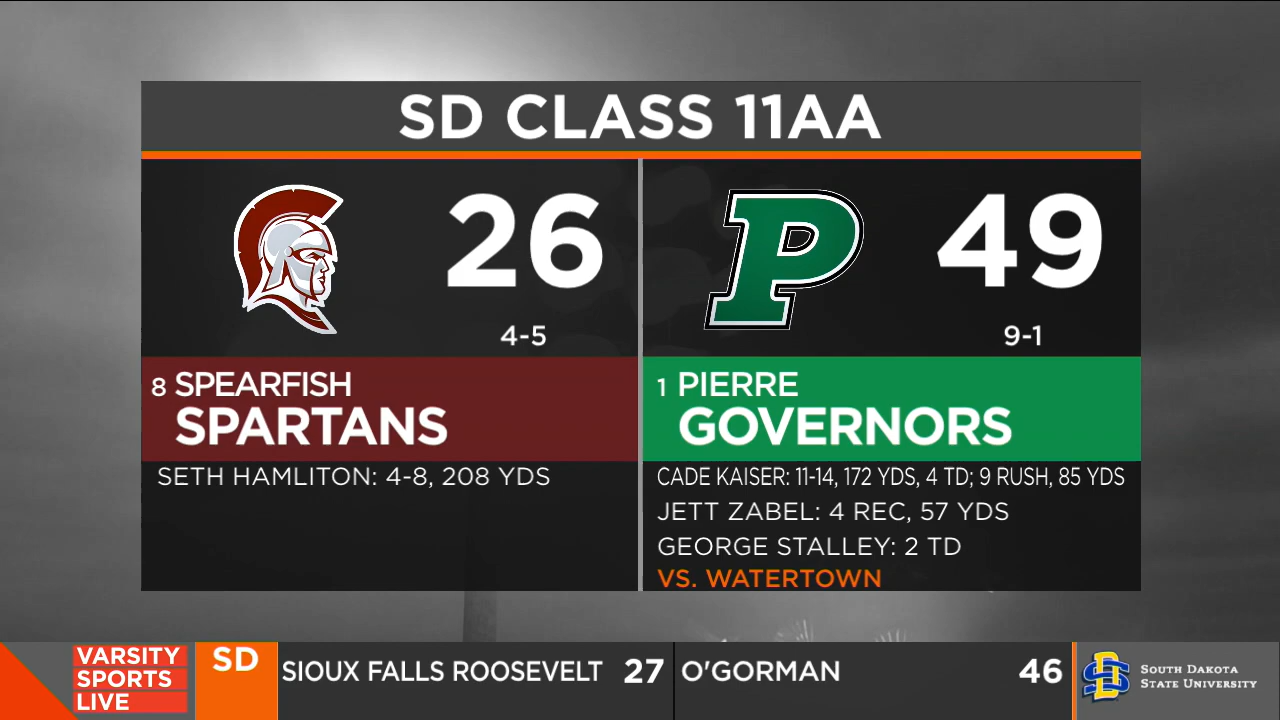 SD CLASS 11AA
26
4-5
8 SPEARFISH
SPARTANS
SETH HAMLITON: 4-8, 208 YDS
P
49
9-1
1 PIERRE
GOVERNORS
CADE KAISER: 11-14, 172 YDS, 4 TD; 9 RUSH, 85 YDS
JETT ZABEL: 4 REC, 57 YDS
GEORGE STALLEY: 2 TD
VS. WATERTOWN
VARSITY
SPORTS
LIVE
SD
SIOUX FALLS ROOSEVELT 27
O'GORMAN 46
SD
SOUTH DAKOTA
STATE UNIVERSITY